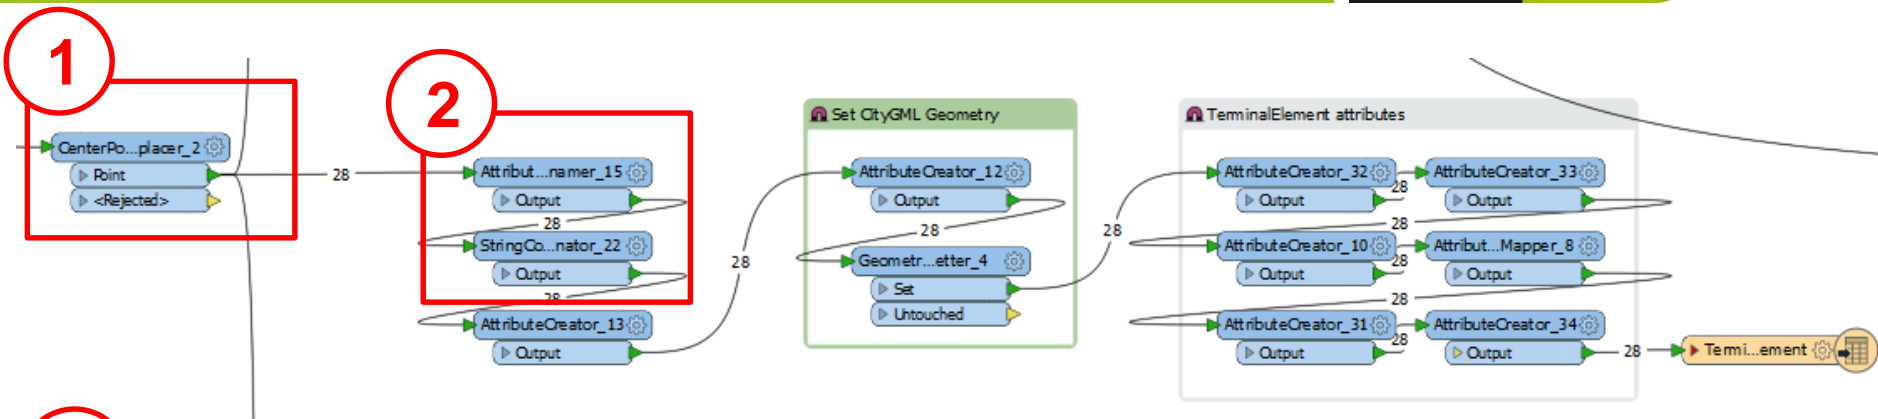 1
CenterPo...placer_2
Point
<Rejected>
28
2
Attribut...namer_15
Output
28
StringCo...nator_22
Output
28
AttributeCreator_13
Output
28
Set CityGML Geometry
AttributeCreator_12
Output
28
Geometr...etter_4
Set
Untouched
28
TerminalElement attributes
AttributeCreator_32
Output
28
AttributeCreator_33
Output
28
AttributeCreator_10
Output
28
Attribut...Mapper_8
Output
28
AttributeCreator_31
Output
28
AttributeCreator_34
Output
28
Termi...ement